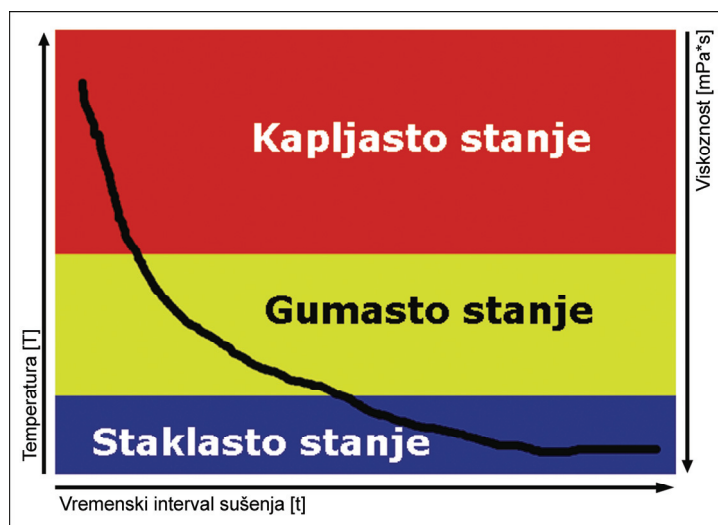 Kapljasto stanje
Gumasto stanje
Staklasto stanje
Temperatura [T]
Viskoznost [mPa*s]
Vremenski interval sušenja [t]